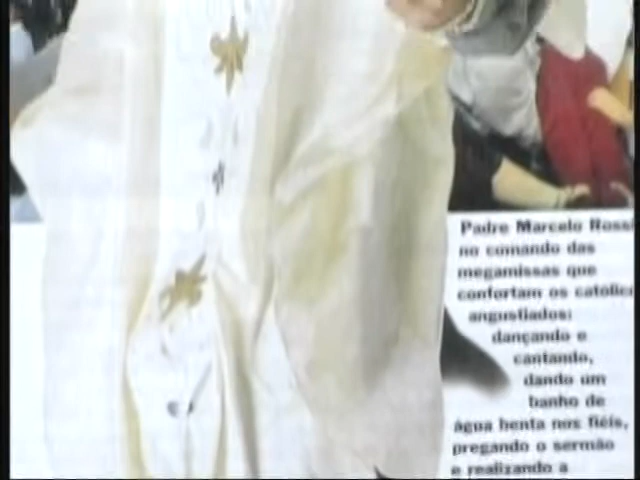 Padre Marcelo Rossi
no comando das
megamissas que
confortam os católicos
angustiados:
dançando e
cantando,
dando um
banho de
água benta nos fiéis,
pregando o sermão
e realizando a